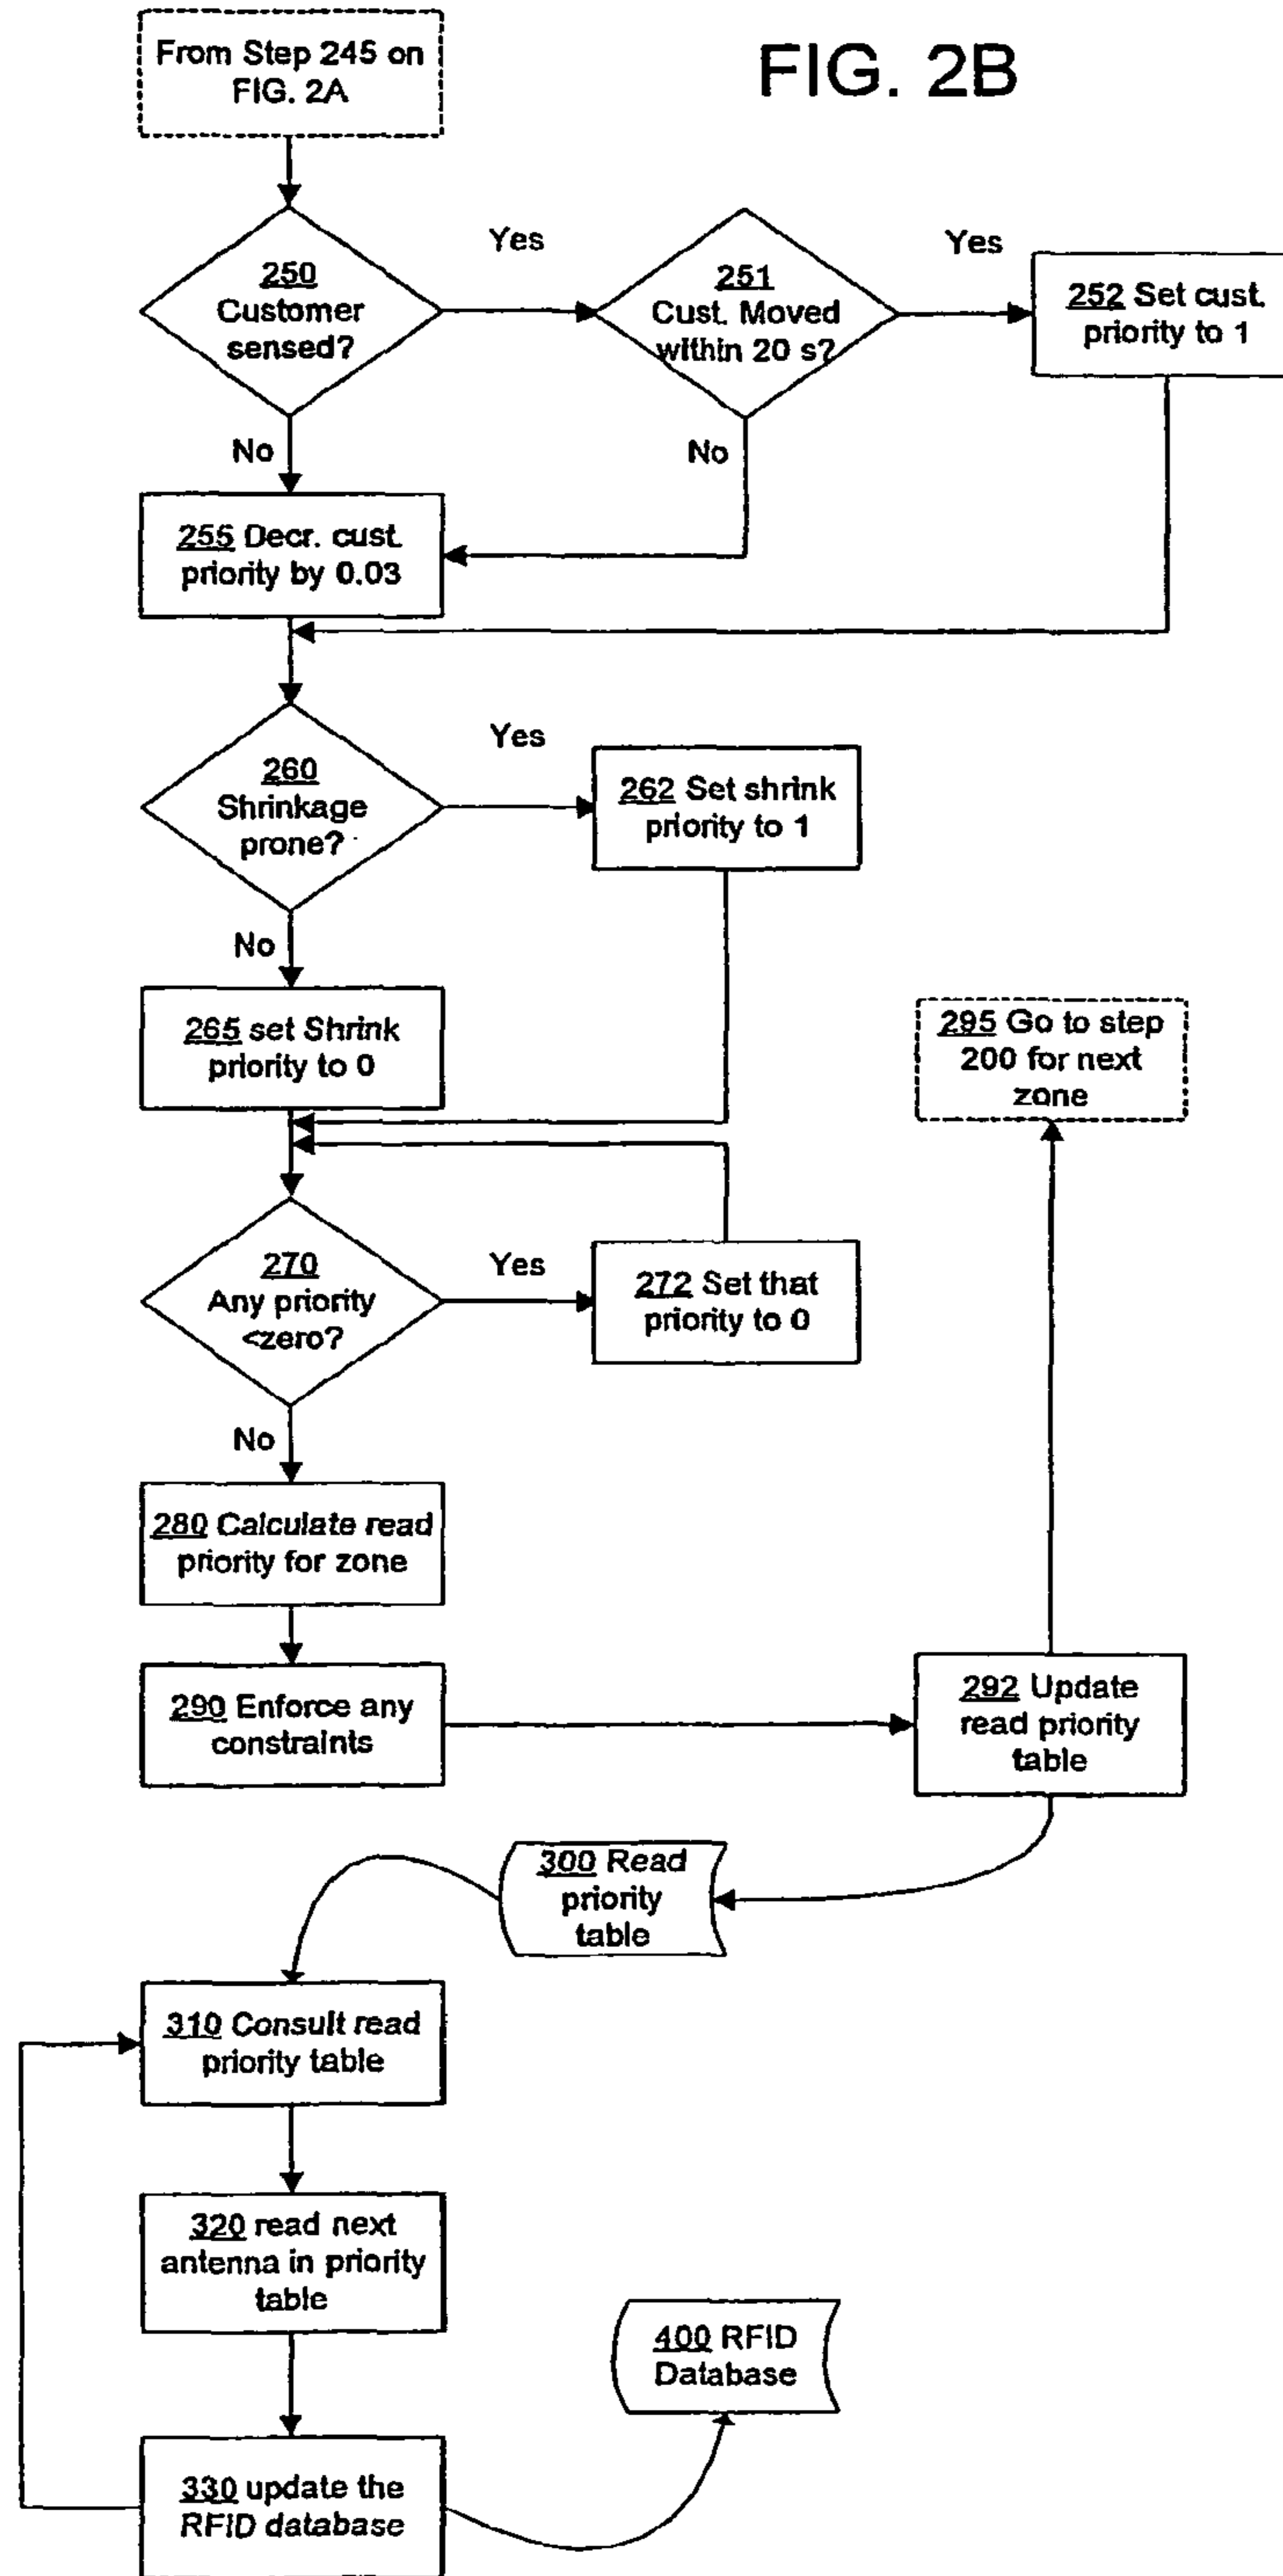 From Step 245 on
FIG. 2A
FIG. 2B
250
Customer
sensed?
Yes
251
Cust. Moved
within 20 s?
Yes
252 Set cust.
priority to 1
No
No
255 Decr. cust.
priority by 0.03
260
Shrinkage
prone?
Yes
262 Set shrink
priority to 1
No
265 set Shrink
priority to 0
295 Go to step
200 for next
zone
270
Any priority
<zero?
Yes
272 Set that
priority to 0
No
280 Calculate read
priority for zone
290 Enforce any
constraints
292 Update
read priority
table
300 Read
priority
table
310 Consult read
priority table
320 read next
antenna in priority
table
400 RFID
Database
330 update the
RFID database